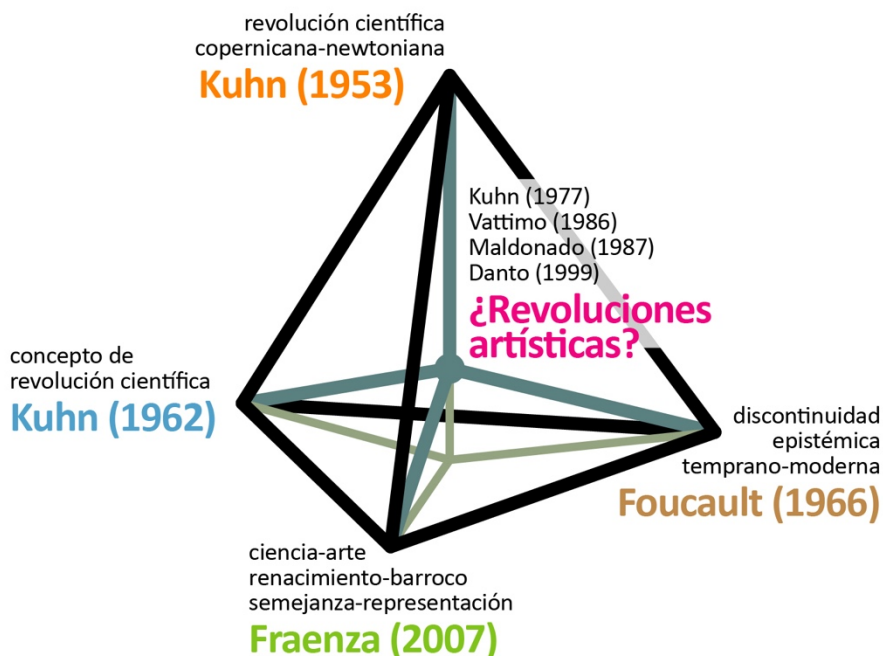 revolución científica
copernicana-newtoniana
Kuhn (1953)
Kuhn (1977)
Vattimo (1986)
Maldonado (1987)
Danto (1999)
¿Revoluciones
artísticas?
concepto de
revolución científica
Kuhn (1962)
discontinuidad
epistémica
temprano-moderna
Foucault (1966)
ciencia-arte
renacimiento-barroco
semejanza-representación
Fraenza (2007)